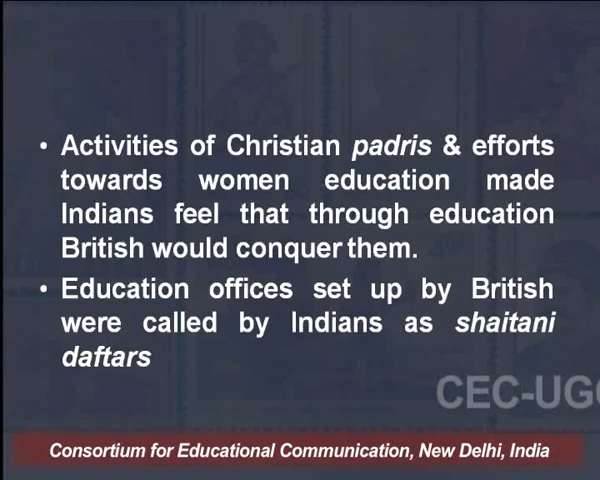 • Activities of Christian padris & efforts
towards women education made
Indians feel that through education
British would conquer them.
• Education offices set up by British
were called by Indians as shaitani
daftars
CEC-UG
Consortium for Educational Communication, New Delhi, India